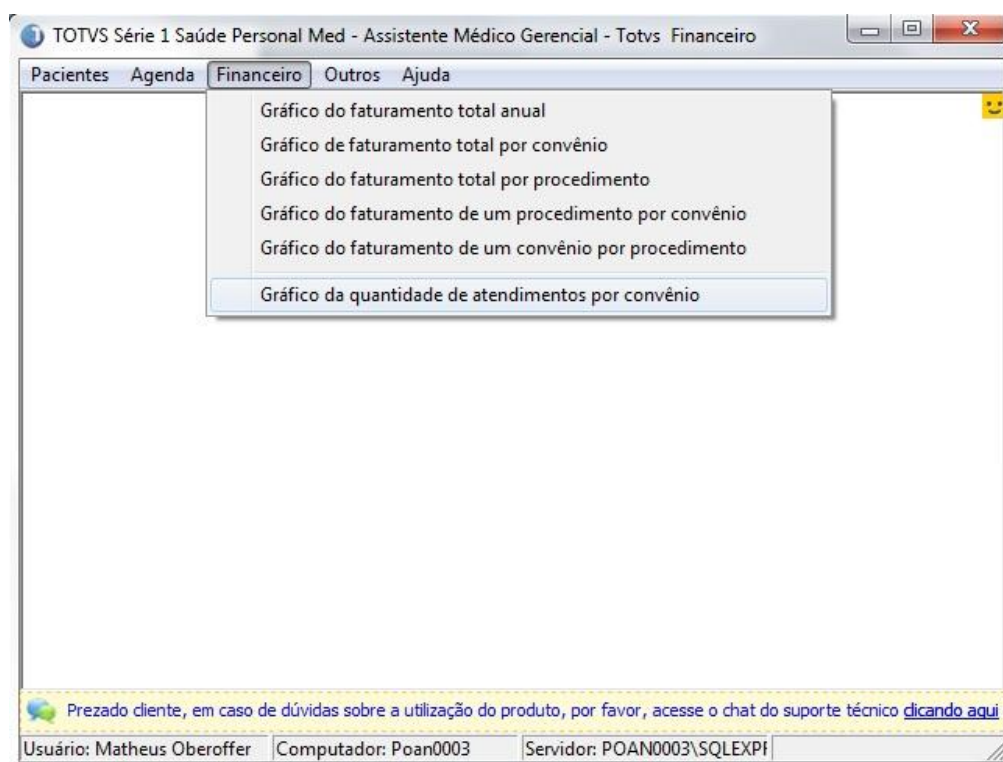 TOTVS Série 1 Saúde Personal Med - Assistente Médico Gerencial - Totvs Financeiro
Pacientes Agenda Financeiro Outros Ajuda
Gráfico do faturamento total anual
Gráfico de faturamento total por convênio
Gráfico do faturamento total por procedimento
Gráfico do faturamento de um procedimento por convênio
Gráfico do faturamento de um convênio por procedimento
Gráfico da quantidade de atendimentos por convênio
Prezado cliente, em caso de dúvidas sobre a utilização do produto, por favor, acesse o chat do suporte técnico clicando aqui
Usuário: Matheus Oberoffer Computador: Poan0003 Servidor: POAN0003\SQLEXP